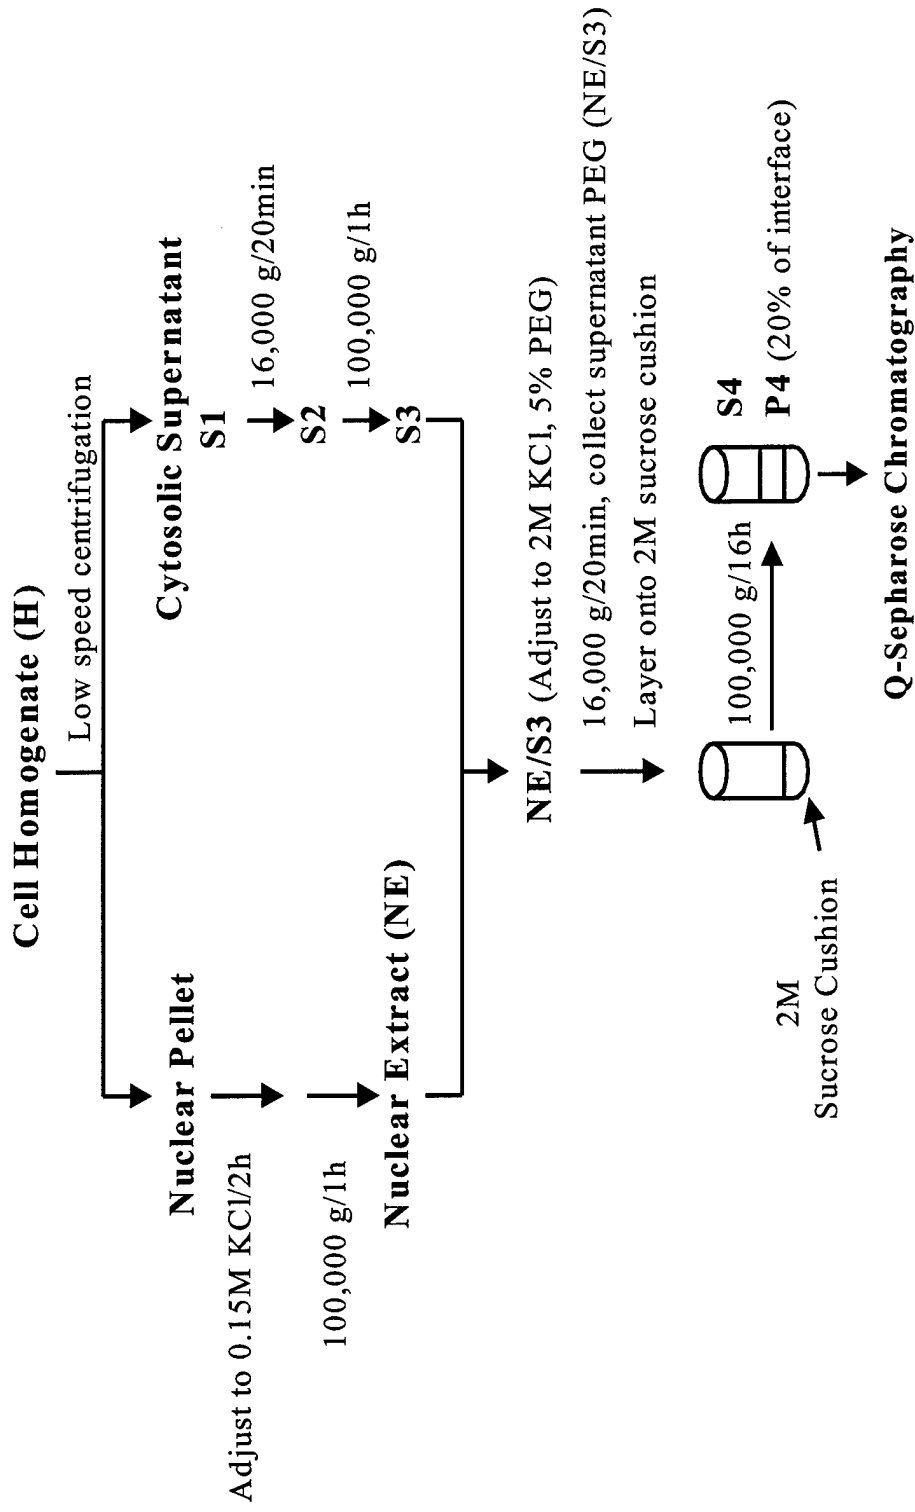 Cell Homogenate (H)
Low speed centrifugation
Nuclear Pellet
Cytosolic Supernatant
S1
Adjust to 0.15M KCl/2h
16,000 g/20min
S2
100,000 g/1h
100,000 g/1h
Nuclear Extract (NE)
S3
NE/S3 (Adjust to 2M KCl, 5% PEG)
16,000 g/20min, collect supernatant PEG (NE/S3)
Layer onto 2M sucrose cushion
100,000 g/16h
S4
P4 (20% of interface)
2M
Sucrose Cushion
Q-Sepharose Chromatography